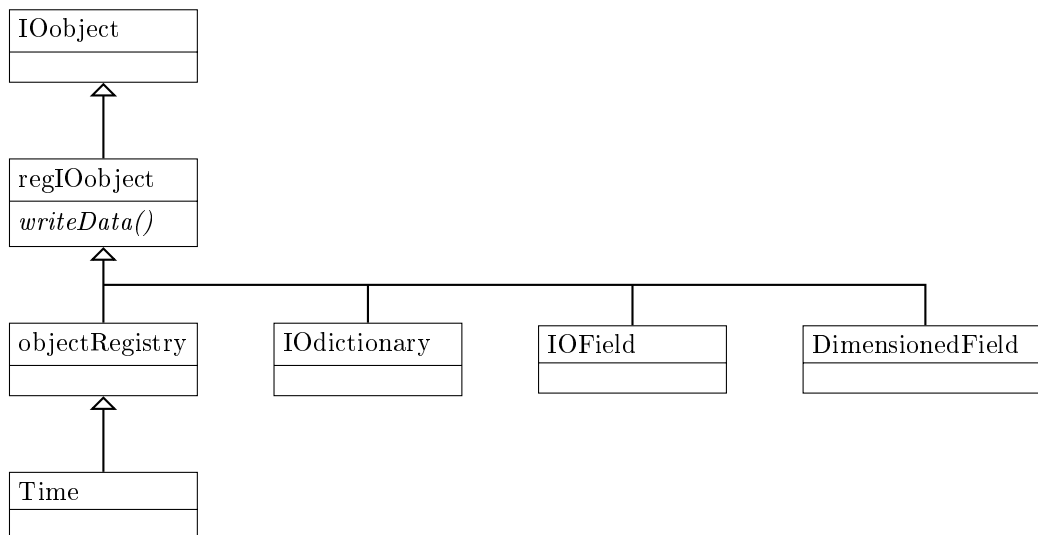 IOobject
regIOobject
writeData()
objectRegistry
IOdictionary
IOField
DimensionedField
Time